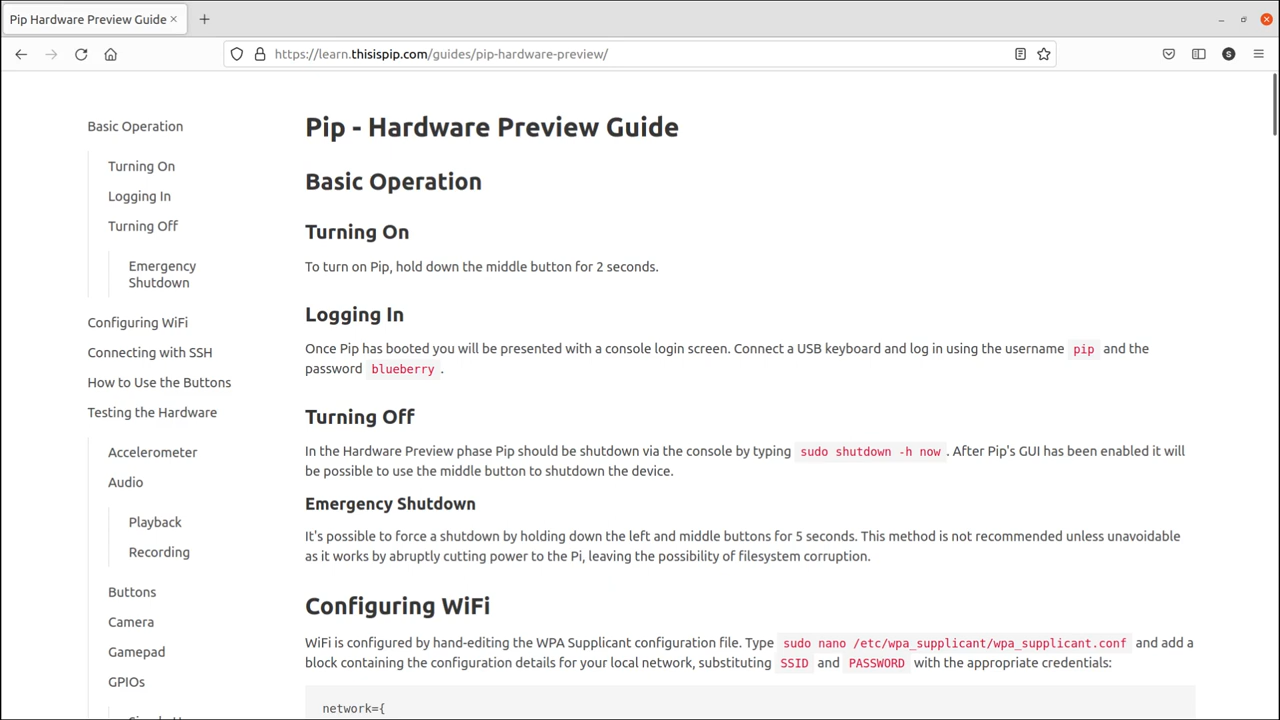 Pip Hardware Preview Guide
https://learn.thisispip.com/guides/pip-hardware-preview/
S
Basic Operation
Turning On
Logging In
Turning Off
Emergency
Shutdown
Configuring WiFi
Connecting with SSH
How to Use the Buttons
Testing the Hardware
Accelerometer
Audio
Playback
Recording
Buttons
Camera
Gamepad
GPIOs
Pip - Hardware Preview Guide
Basic Operation
Turning On
To turn on Pip, hold down the middle button for 2 seconds.
Logging In
Once Pip has booted you will be presented with a console login screen. Connect a USB keyboard and log in using the username pip and the
password blueberry.
Turning Off
In the Hardware Preview phase Pip should be shutdown via the console by typing sudo shutdown -h now. After Pip's GUI has been enabled it will
be possible to use the middle button to shutdown the device.
Emergency Shutdown
It's possible to force a shutdown by holding down the left and middle buttons for 5 seconds. This method is not recommended unless unavoidable
as it works by abruptly cutting power to the Pi, leaving the possibility of filesystem corruption.
Configuring WiFi
WiFi is configured by hand-editing the WPA Supplicant configuration file. Type sudo nano /etc/wpa_supplicant/wpa_supplicant.conf and add a
block containing the configuration details for your local network, substituting SSID and PASSWORD with the appropriate credentials:
network={